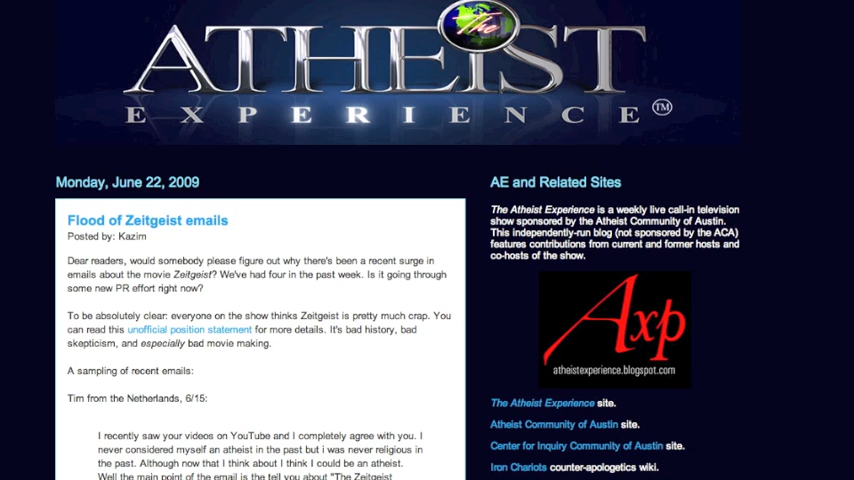 The
ATHEIST
EXPERIENCE™
Monday, June 22, 2009
Flood of Zeitgeist emails
Posted by: Kazim
Dear readers, would somebody please figure out why there's been a recent surge in
emails about the movie Zeitgeist? We've had four in the past week. Is it going through
some new PR effort right now?
To be absolutely clear: everyone on the show thinks Zeitgeist is pretty much crap. You
can read this unofficial position statement for more details. It's bad history, bad
skepticism, and especially bad movie making.
A sampling of recent emails:
Tim from the Netherlands, 6/15:
I recently saw your videos on YouTube and I completely agree with you. I
never considered myself an atheist in the past but i was never religious in
the past. Although now that I think about I think I could be an atheist.
Well the main point of the email is the tell you about "The Zeitgeist
AE and Related Sites
The Atheist Experience is a weekly live call-in television
show sponsored by the Atheist Community of Austin.
This independently-run blog (not sponsored by the ACA)
features contributions from current and former hosts and
co-hosts of the show.
Axp
atheistexperience.blogspot.com
The Atheist Experience site.
Atheist Community of Austin site.
Center for Inquiry Community of Austin site.
Iron Chariots counter-apologetics wiki.